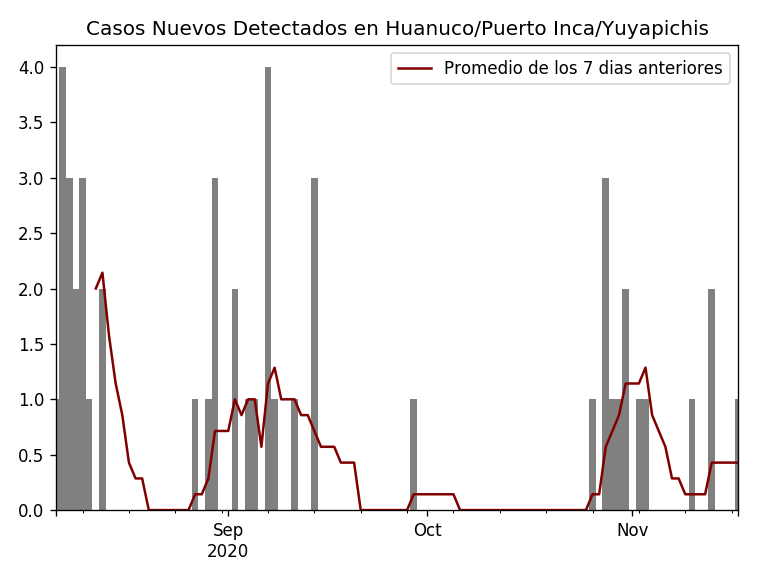 Casos Nuevos Detectados en Huanuco/Puerto Inca/Yuyapichis
Promedio de los 7 dias anteriores
4.0
3.5
3.0
2.5
2.0
1.5
1.0
0.5
0.0
Sep
2020
Oct
Nov